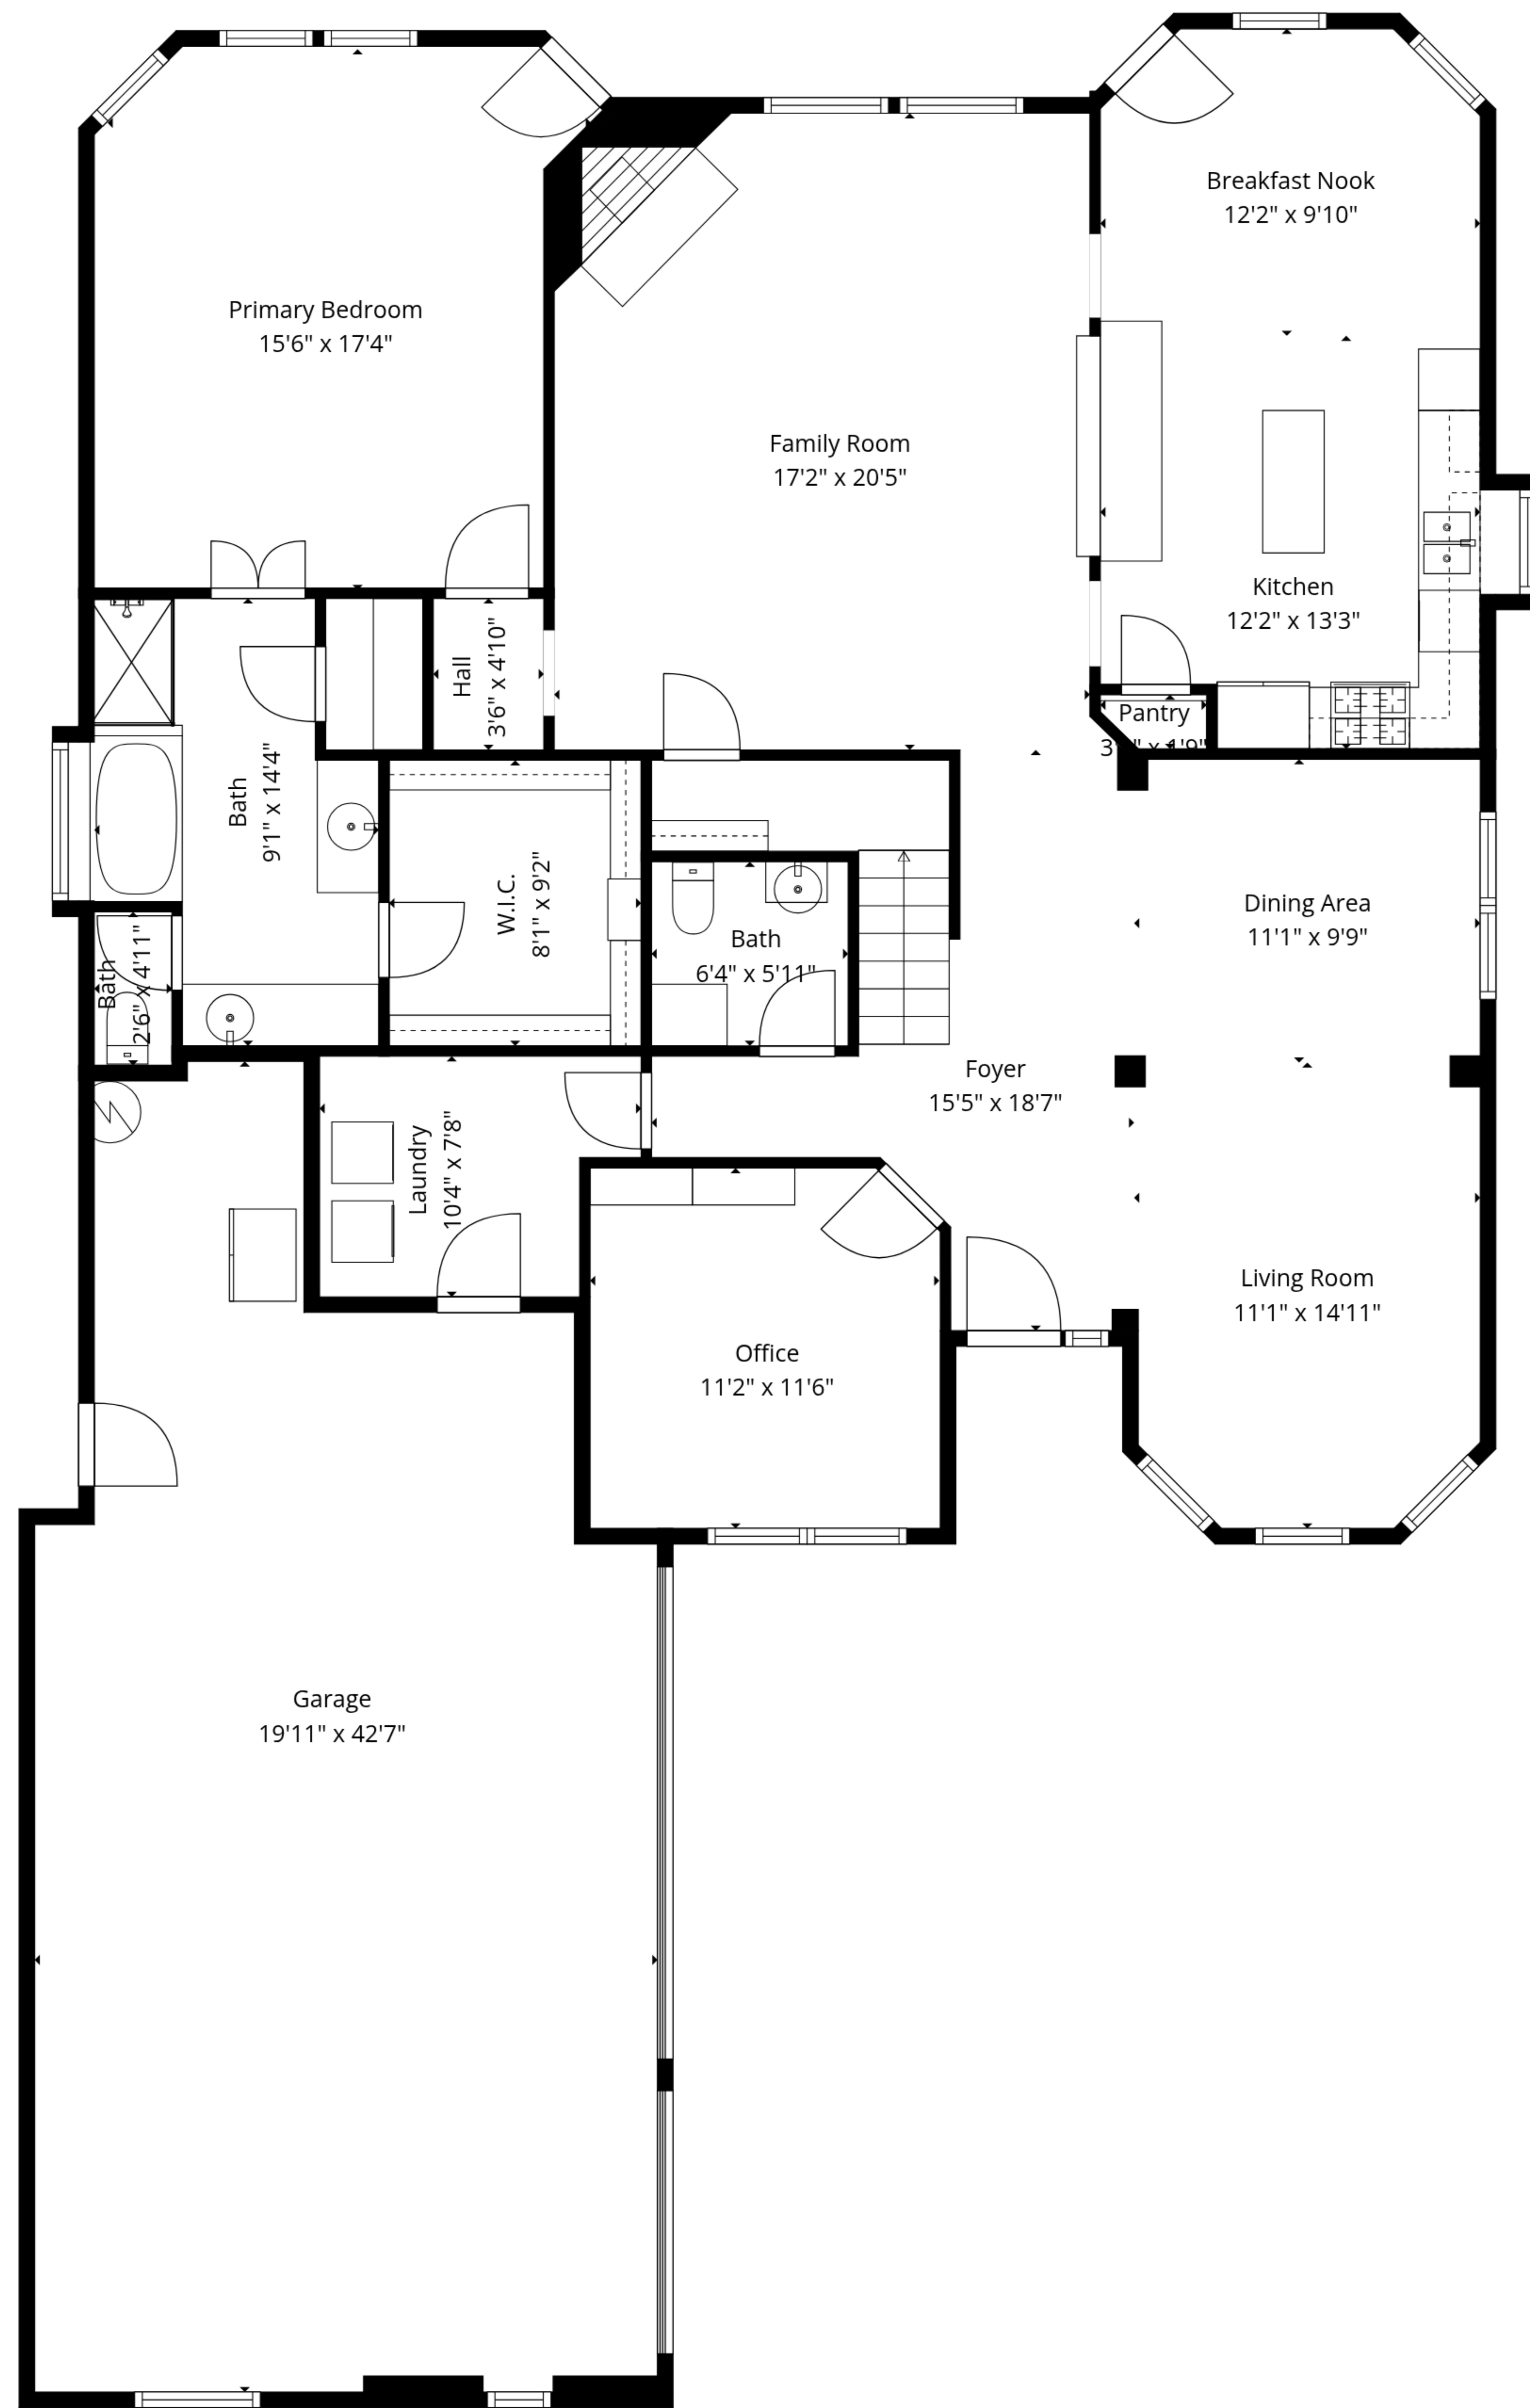 Breakfast Nook
12'2" x 9'10"
Primary Bedroom
15'6" x 17'4"
Family Room
17'2" x 20'5"
Kitchen
12'2" x 13'3"
Hall
3'6" x 4'10"
Pantry
x 1'9"
Bath
9'1" x 14'4"
W.I.C.
8'1" x 9'2"
Bath
6'4" x 5'11"
Dining Area
11'1" x 9'9"
Bath
2'6" x 4'11"
Foyer
15'5" x 18'7"
Laundry
10'4" x 7'8"
Living Room
11'1" x 14'11"
Office
11'2" x 11'6"
Garage
19'11" x 42'7"